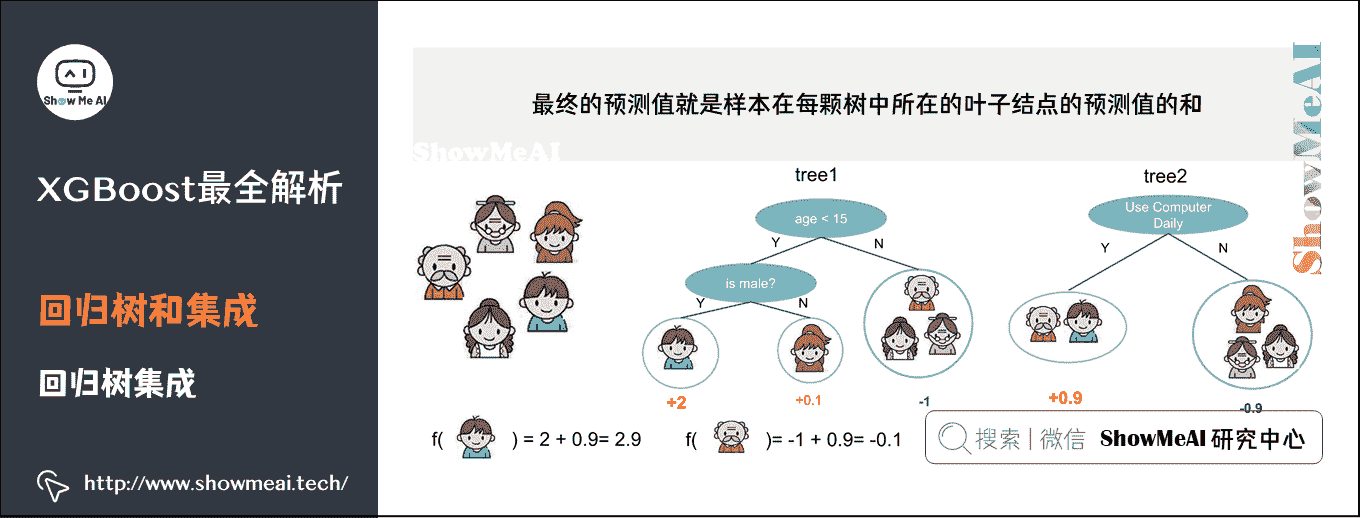 Show Me AI
XGBoost最全解析
回归树和集成
回归树集成
http://www.showmeai.tech/
最终的预测值就是样本在每颗树中所在的叶子结点的预测值的和
ShowMeAI
ShowMeAI
tree1
age < 15
Y
N
is male?
Y
N
+2
+0.1
-1
tree2
Use Computer
Daily
Y
N
+0.9
-0.9
f( ) = 2 + 0.9= 2.9
f( )= -1 + 0.9= -0.1
搜索 | 微信 ShowMeAI 研究中心